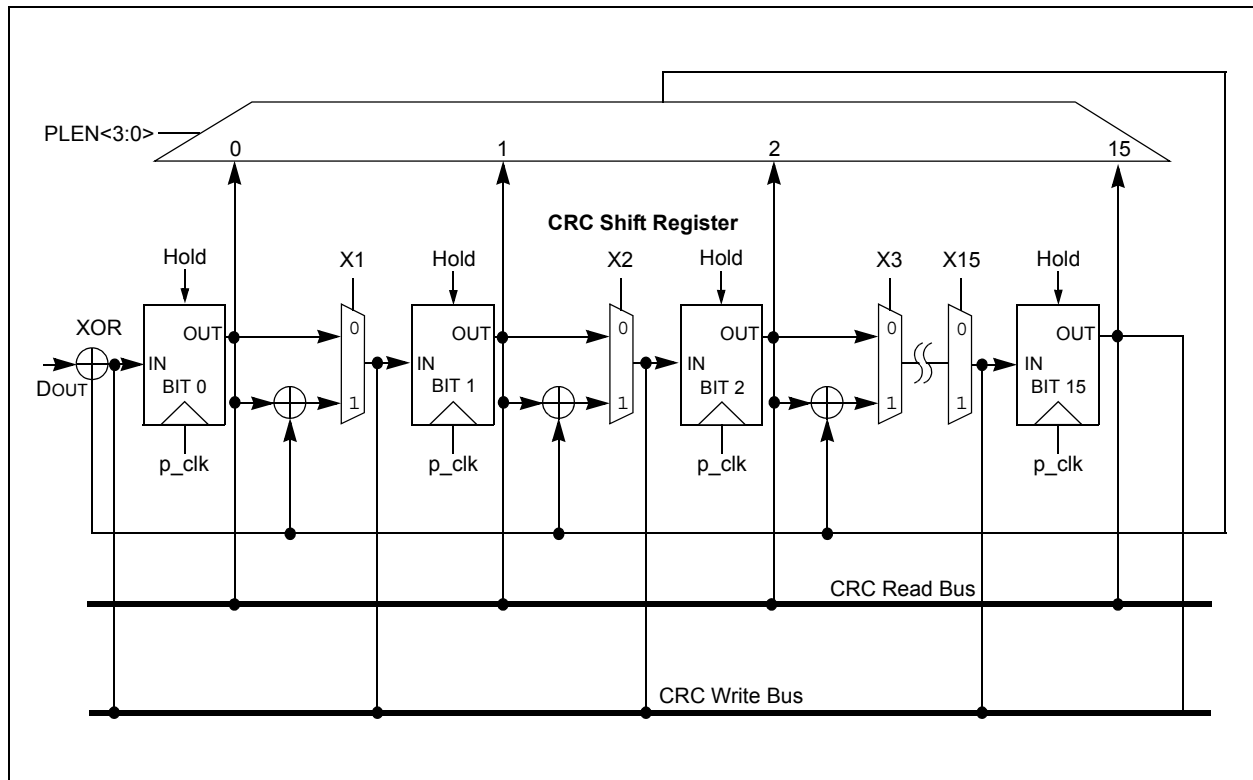 PLEN<3:0>
0 1 2 15
CRC Shift Register
Hold X1 Hold X2 Hold X3 X15 Hold
XOR
OUT 0 OUT 0 OUT 0 0 OUT
IN IN IN IN
DOUT BIT 0 1 BIT 1 1 BIT 2 1 1 BIT 15
p_clk p_clk p_clk p_clk
CRC Read Bus
CRC Write Bus